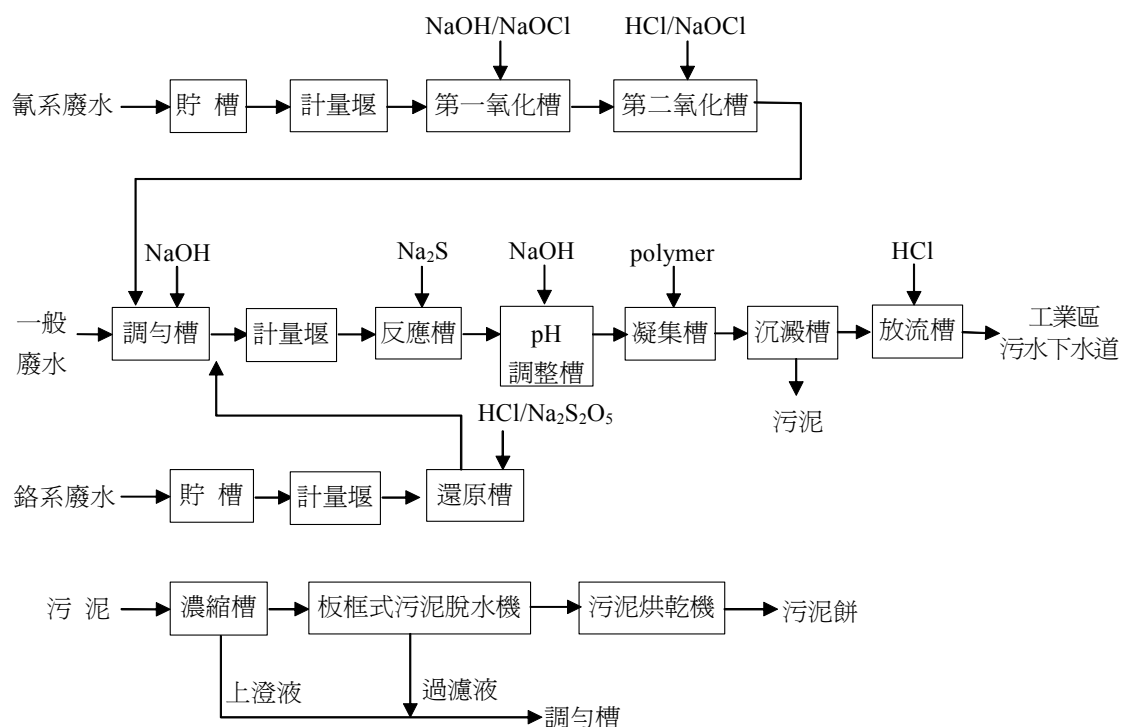 NaOH/NaOCl
HCl/NaOCl
氰系廢水
貯 槽
計量堰
第一氧化槽
第二氧化槽
NaOH
Na₂S
NaOH
polymer
HCl
一般
廢水
調勻槽
計量堰
反應槽
pH
調整槽
凝集槽
沉澱槽
放流槽
工業區
污水下水道
污泥
HCl/Na₂S₂O₅
鉻系廢水
貯 槽
計量堰
還原槽
污 泥
濃縮槽
板框式污泥脫水機
污泥烘乾機
污泥餅
上澄液
過濾液
調勻槽